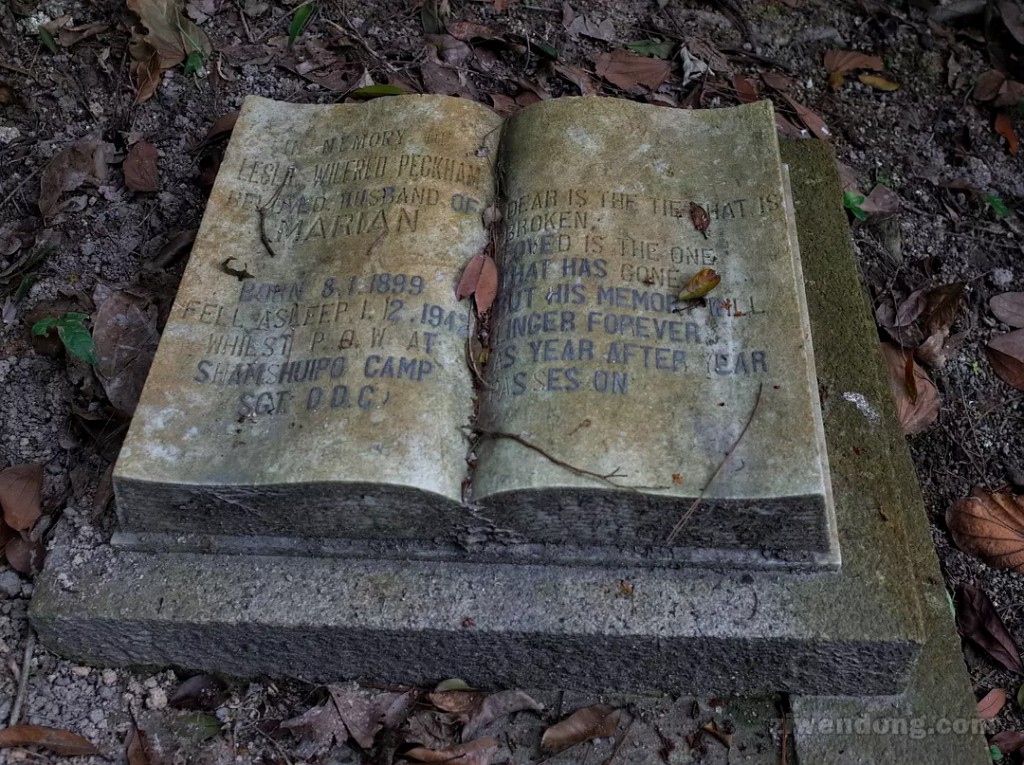 IN MEMORY OF
LESLIE WILFRED PECKHAM
BELOVED HUSBAND OF
MARIAN
BORN 8.1.1899
FELL ASLEEP 1.12.194
WHILST P.O.W. AT
SHAMSHUIPO CAMP
SGT. D.D.C.
DEAR IS THE TIE THAT IS
BROKEN,
LOVED IS THE ONE
THAT HAS GONE
BUT HIS MEMORY WILL
LINGER FOREVER
AS YEAR AFTER YEAR
PASSES ON
ziwendong.com